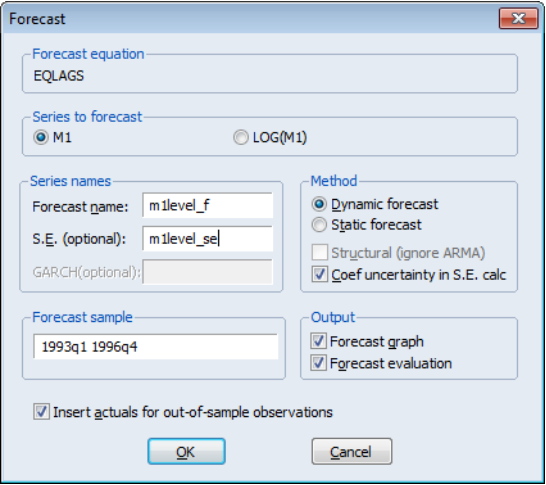 Forecast
Forecast equation
EQLAGS
Series to forecast
M1
LOG(M1)
Series names
Forecast name: m1level_f
S.E. (optional): m1level_se
GARCH(optional):
Method
Dynamic forecast
Static forecast
Structural (ignore ARMA)
Coef uncertainty in S.E. calc
Forecast sample
1993q1 1996q4
Output
Forecast graph
Forecast evaluation
Insert actuals for out-of-sample observations
OK
Cancel